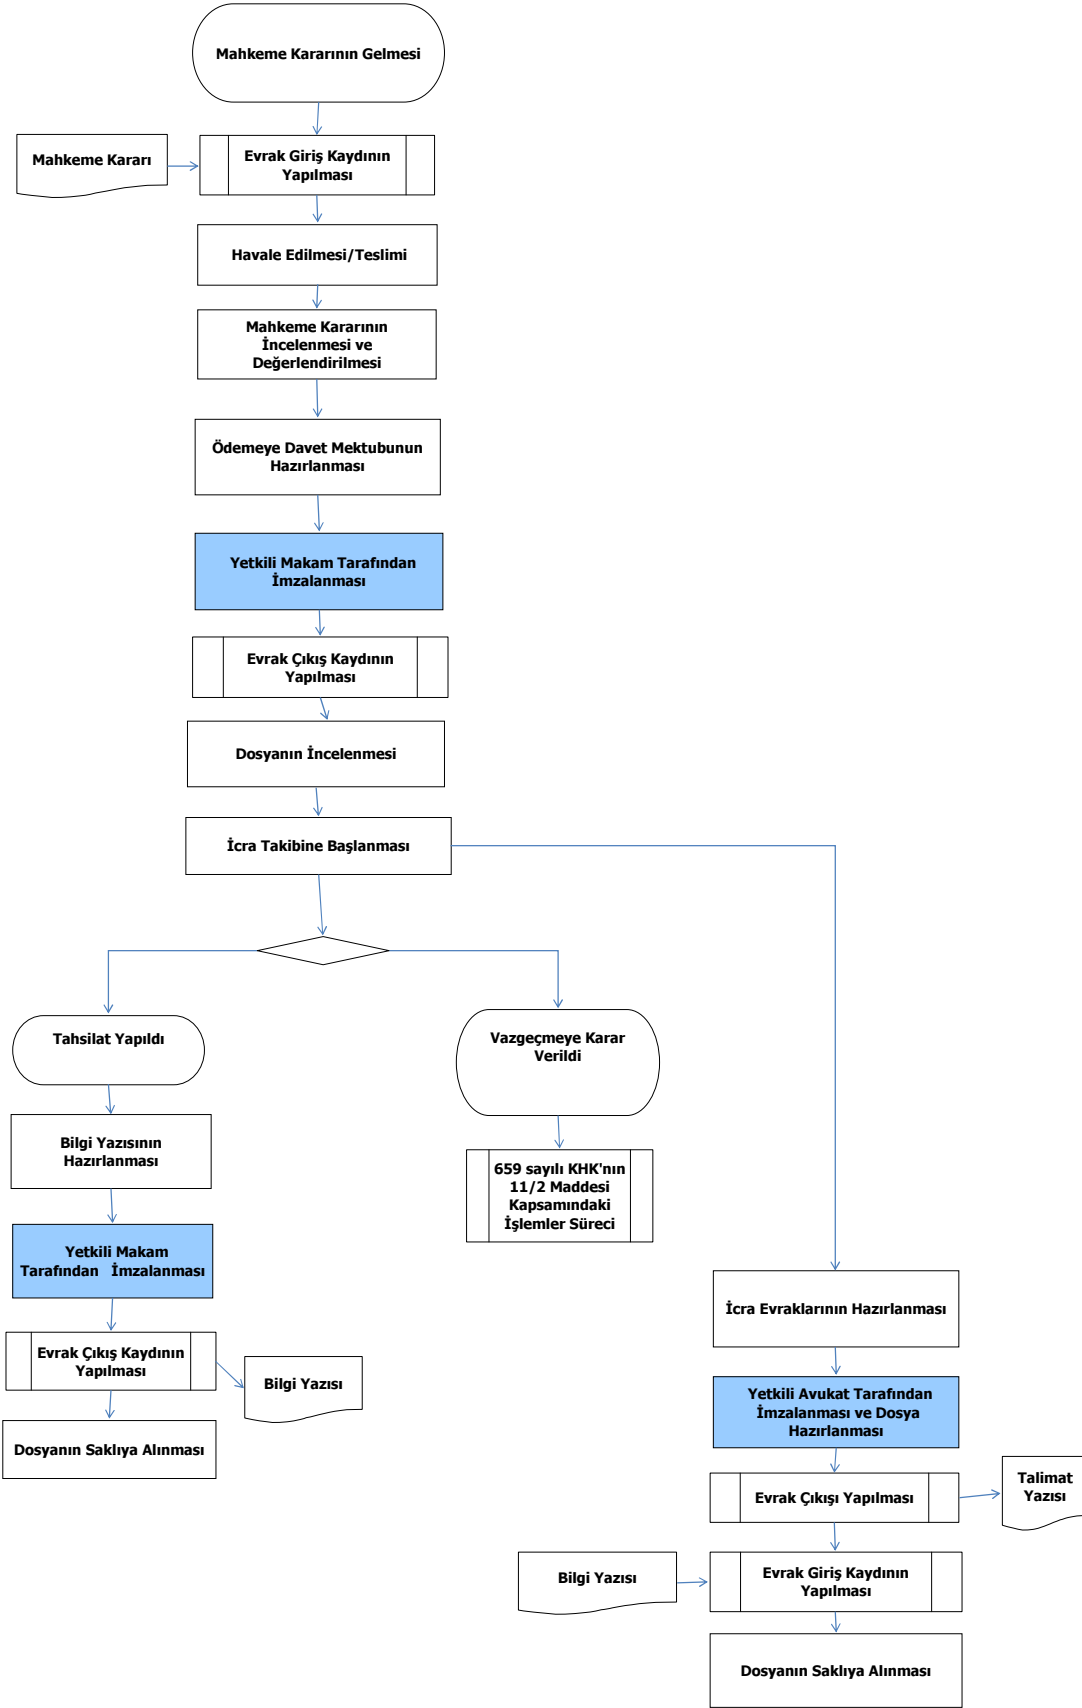 Mahkeme Kararının Gelmesi
Mahkeme Kararı
Evrak Giriş Kaydının
Yapılması
Havale Edilmesi/Teslimi
Mahkeme Kararının
İncelenmesi ve
Değerlendirilmesi
Ödemeye Davet Mektubunun
Hazırlanması
Yetkili Makam Tarafından
İmzalanması
Evrak Çıkış Kaydının
Yapılması
Dosyanın İncelenmesi
İcra Takibine Başlanması
Tahsilat Yapıldı
Bilgi Yazısının
Hazırlanması
Yetkili Makam
Tarafından İmzalanması
Evrak Çıkış Kaydının
Yapılması
Bilgi Yazısı
Dosyanın Saklıya Alınması
Vazgeçmeye Karar
Verildi
659 sayılı KHK'nın
11/2 Maddesi
Kapsamındaki
İşlemler Süreci
İcra Evraklarının Hazırlanması
Yetkili Avukat Tarafından
İmzalanması ve Dosya
Hazırlanması
Evrak Çıkışı Yapılması
Talimat
Yazısı
Bilgi Yazısı
Evrak Giriş Kaydının
Yapılması
Dosyanın Saklıya Alınması